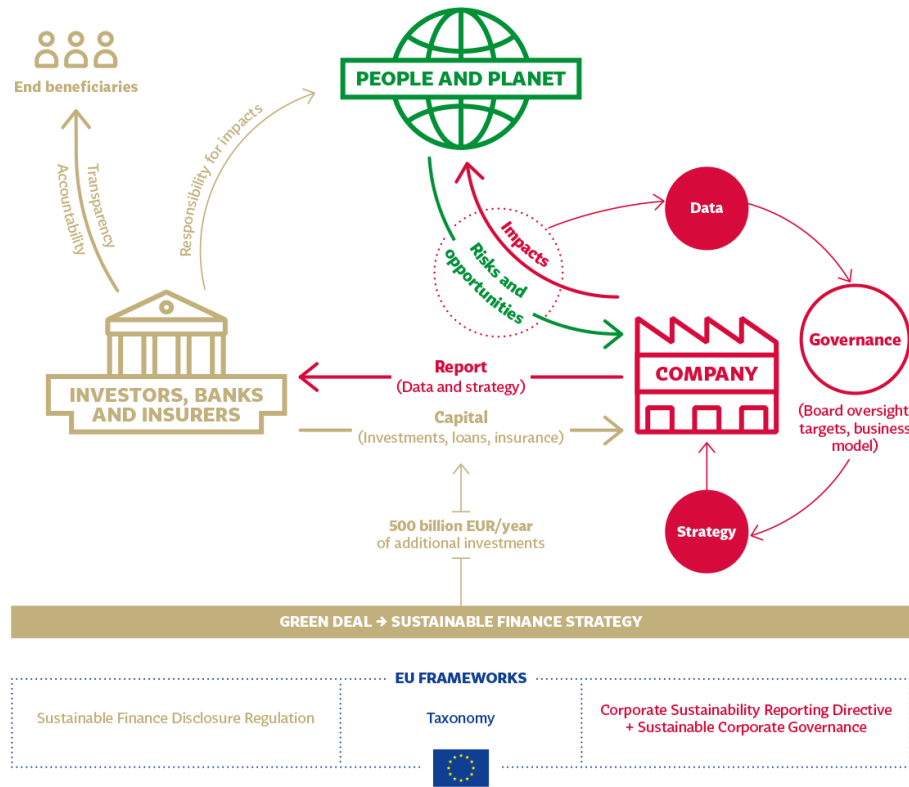 PEOPLE AND PLANET
End beneficiaries
Transparency
Accountability
Responsibility for impacts
Data
Impacts
Risks and
opportunities
Governance
(Board oversight
targets, business
model)
Report
(Data and strategy)
COMPANY
INVESTORS, BANKS
AND INSURERS
Capital
(Investments, loans, insurance)
500 billion EUR/year
of additional investments
Strategy
GREEN DEAL → SUSTAINABLE FINANCE STRATEGY
EU FRAMEWORKS
Sustainable Finance Disclosure Regulation
Taxonomy
Corporate Sustainability Reporting Directive
+ Sustainable Corporate Governance